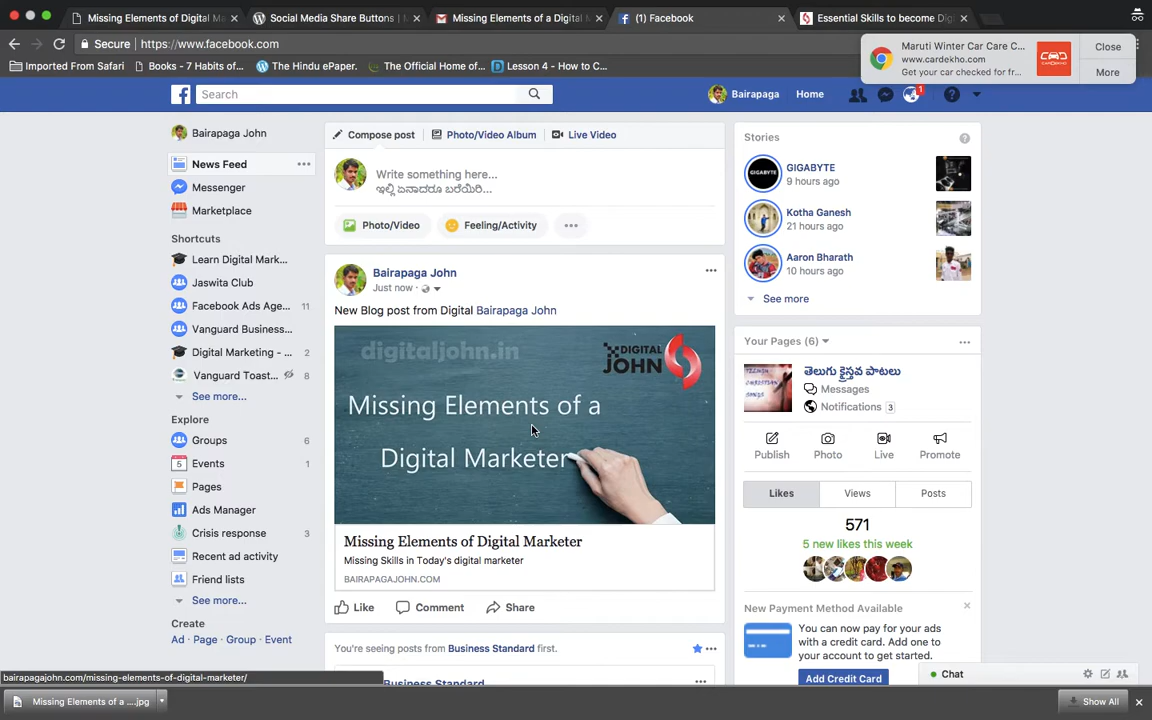 Missing Elements of Digital M
Social Media Share Buttons |
Missing Elements of a Digital
(1) Facebook
Essential Skills to become Dig
Secure | https://www.facebook.com
Maruti Winter Car Care C...
www.cardekho.com
Get your car checked for fr...
Close
More
Imported From Safari
Books - 7 Habits of...
The Hindu ePaper.
The Official Home of...
Lesson 4 - How to C...
Search
Bairapaga
Home
1
Bairapaga John
News Feed
Messenger
Marketplace
Shortcuts
Learn Digital Mark...
Jaswita Club
Facebook Ads Age... 11
Vanguard Business...
Digital Marketing - ... 2
Vanguard Toast... 8
See more...
Explore
Groups 6
Events 1
Pages
Ads Manager
Crisis response 3
Recent ad activity
Friend lists
See more...
Create
Ad · Page · Group · Event
Compose post
Photo/Video Album
Live Video
Write something here...
ಇಲ್ಲಿ ಏನಾದರೂ ಬರೆಯಿರಿ...
Photo/Video
Feeling/Activity
Bairapaga John
Just now ·
New Blog post from Digital Bairapaga John
digitaljohn.in
DIGITAL
JOHN
Missing Elements of a
Digital Marketer
Missing Elements of Digital Marketer
Missing Skills in Today's digital marketer
BAIRAPAGAJOHN.COM
Like
Comment
Share
You're seeing posts from Business Standard first.
Business Standard
Stories
GIGABYTE
GIGABYTE
9 hours ago
Kotha Ganesh
21 hours ago
Aaron Bharath
10 hours ago
See more
Your Pages (6)
తెలుగు క్రైస్తవ పాటలు
Messages
Notifications 3
Publish
Photo
Live
Promote
Likes
Views
Posts
571
5 new likes this week
New Payment Method Available
You can now pay for your ads
with a credit card. Add one to
your account to get started.
Add Credit Card
Chat
bairapagajohn.com/missing-elements-of-digital-marketer/
Missing Elements of a ....jpg
Show All